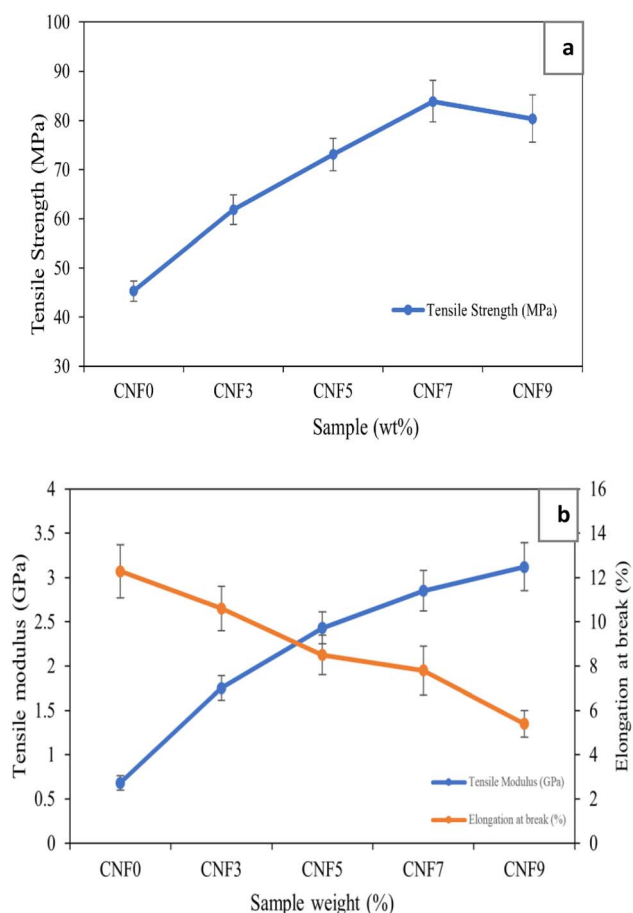 a
Tensile Strength (MPa)
100
90
80
70
60
50
40
30
Tensile Strength (MPa)
CNF0 CNF3 CNF5 CNF7 CNF9
Sample (wt%)
b
Tensile modulus (GPa)
4
3.5
3
2.5
2
1.5
1
0.5
0
16
14
12
10
8
6
4
2
0
Elongation at break (%)
Tensile Modulus (GPa)
Elongation at break (%)
CNF0 CNF3 CNF5 CNF7 CNF9
Sample weight (%)